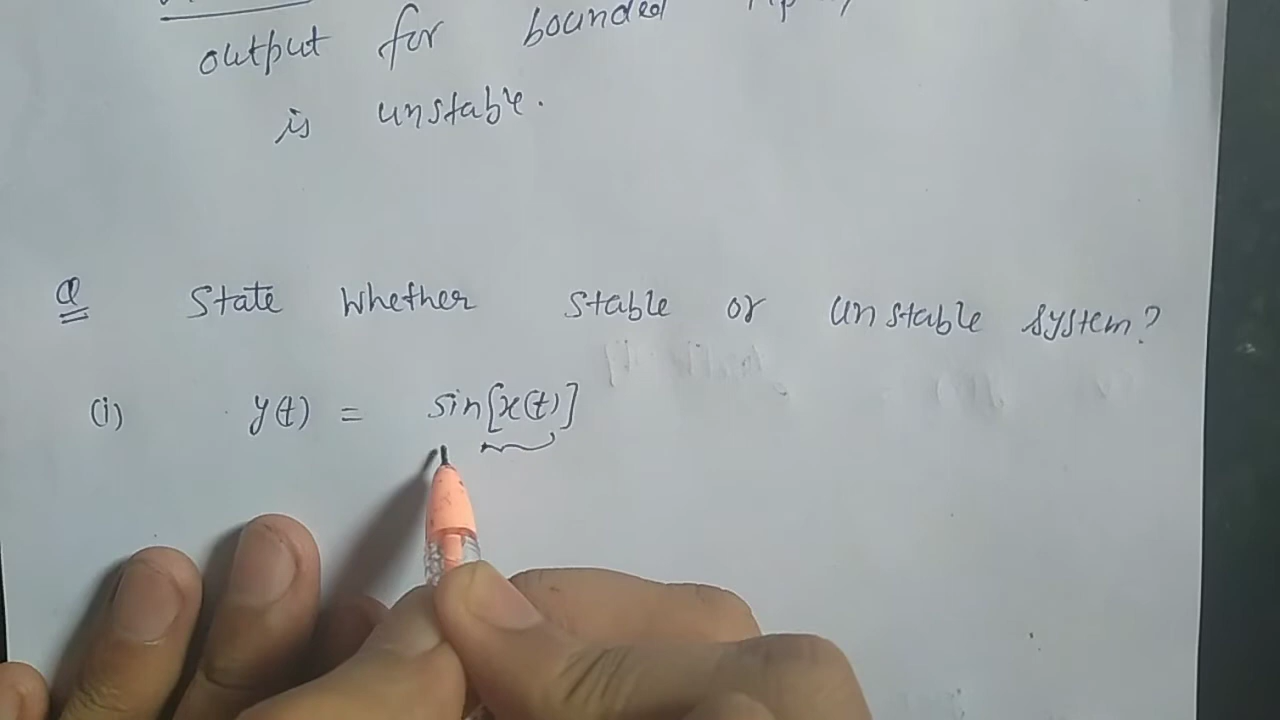 output for bounded
is unstable.
Q State whether stable or unstable system?
(i) y(t) = sin[x(t)]